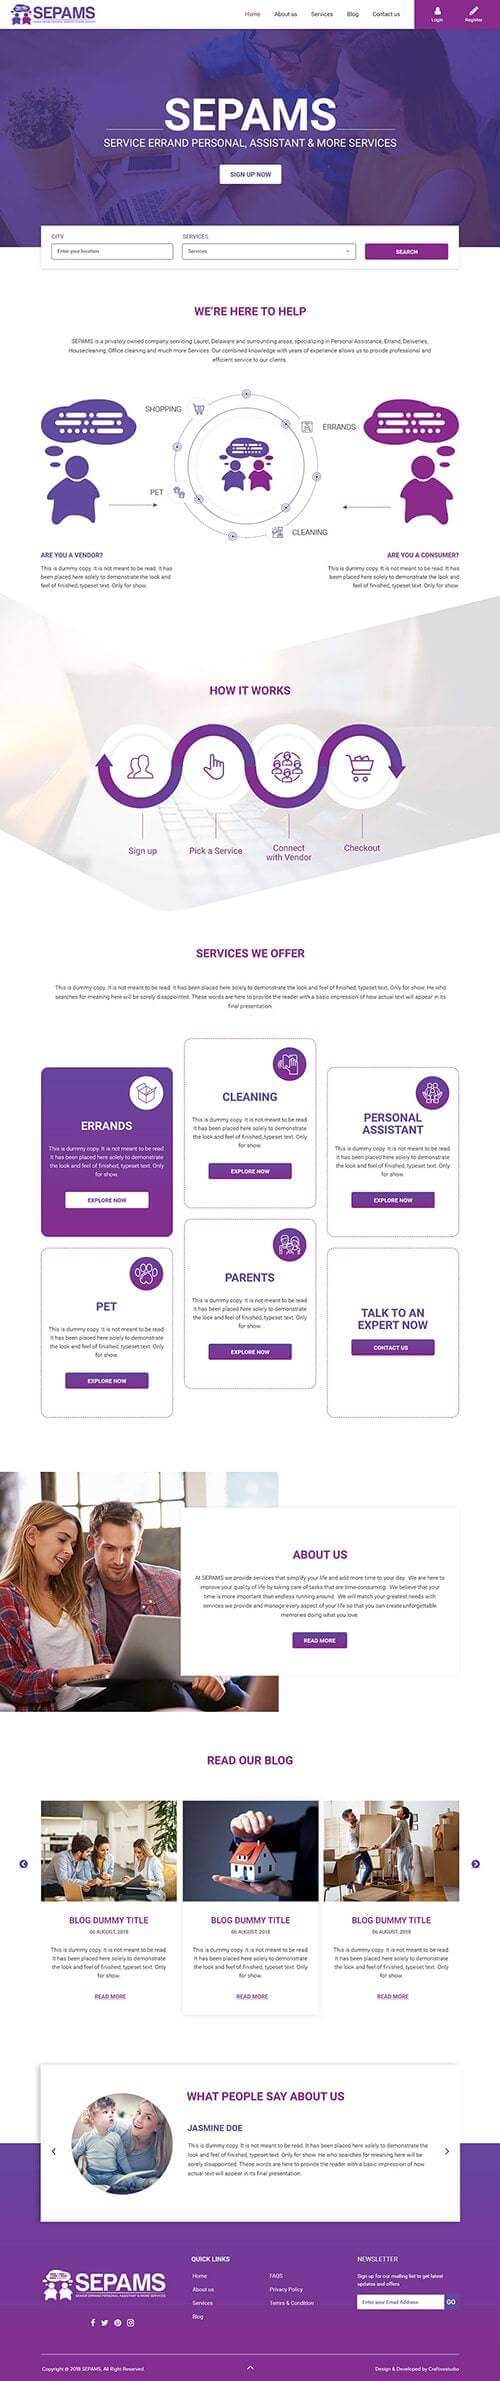 SEPAMS
Home About us Services Blog Contact us Login Register
SEPAMS
SERVICE ERRAND PERSONAL, ASSISTANT & MORE SERVICES
SIGN UP NOW
CITY SERVICES
Enter your location Services SEARCH
WE'RE HERE TO HELP
SEPAMS is a privately owned company servicing Laurel, Delaware and surrounding areas, specializing in Personal Assistance, Errand, Deliveries,
Housecleaning, Office cleaning and much more Services. Our combined knowledge with years of experience allows us to provide professional and
efficient service to our clients.
SHOPPING
ERRANDS
PET
CLEANING
ARE YOU A VENDOR?
This is dummy copy. It is not meant to be read. It has
been placed here solely to demonstrate the look and
feel of finished, typeset text. Only for show.
ARE YOU A CONSUMER?
This is dummy copy. It is not meant to be read. It has
been placed here solely to demonstrate the look and
feel of finished, typeset text. Only for show.
HOW IT WORKS
Sign up
Pick a Service
Connect
with Vendor
Checkout
SERVICES WE OFFER
This is dummy copy. It is not meant to be read. It has been placed here solely to demonstrate the look and feel of finished, typeset text. Only for show. He who
searches for meaning here will be sorely disappointed. These words are here to provide the reader with a basic impression of how actual text will appear in its
final presentation.
ERRANDS
This is dummy copy. It is not meant to be read.
It has been placed here solely to demonstrate
the look and feel of finished, typeset text. Only
for show.
EXPLORE NOW
CLEANING
This is dummy copy. It is not meant to be read.
It has been placed here solely to demonstrate
the look and feel of finished, typeset text. Only
for show.
EXPLORE NOW
PERSONAL
ASSISTANT
This is dummy copy. It is not meant to be read.
It has been placed here solely to demonstrate
the look and feel of finished, typeset text. Only
for show.
EXPLORE NOW
PET
This is dummy copy. It is not meant to be read.
It has been placed here solely to demonstrate
the look and feel of finished, typeset text. Only
for show.
EXPLORE NOW
PARENTS
This is dummy copy. It is not meant to be read.
It has been placed here solely to demonstrate
the look and feel of finished, typeset text. Only
for show.
EXPLORE NOW
TALK TO AN
EXPERT NOW
CONTACT US
ABOUT US
At SEPAMS we provide services that simplify your life and add more time to your day. We are here to
improve your quality of life by taking care of tasks that are time-consuming. We believe that your
time is more important than endless running around. We will match your greatest needs with
services we provide and manage every aspect of your life so that you can create unforgettable
memories doing what you love.
READ MORE
READ OUR BLOG
BLOG DUMMY TITLE
06 AUGUST, 2018
This is dummy copy. It is not meant to be read.
It has been placed here solely to demonstrate
the look and feel of finished, typeset text. Only
for show.
READ MORE
BLOG DUMMY TITLE
06 AUGUST, 2018
This is dummy copy. It is not meant to be read.
It has been placed here solely to demonstrate
the look and feel of finished, typeset text. Only
for show.
READ MORE
BLOG DUMMY TITLE
06 AUGUST, 2018
This is dummy copy. It is not meant to be read.
It has been placed here solely to demonstrate
the look and feel of finished, typeset text. Only
for show.
READ MORE
WHAT PEOPLE SAY ABOUT US
JASMINE DOE
This is dummy copy. It is not meant to be read. It has been placed here solely to demonstrate the
look and feel of finished, typeset text. Only for show. He who searches for meaning here will be
sorely disappointed. These words are here to provide the reader with a basic impression of how
actual text will appear in its final presentation.
SEPAMS
SERVICE ERRAND PERSONAL ASSISTANT & MORE SERVICES
QUICK LINKS
Home
About us
Services
Blog
FAQS
Privacy Policy
Terms & Condition
NEWSLETTER
Sign up for our mailing list to get latest
updates and offers
Enter your Email Address GO
Copyright @ 2018 SEPAMS, All Right Reserved.
Design & Developed by Craftivestudio